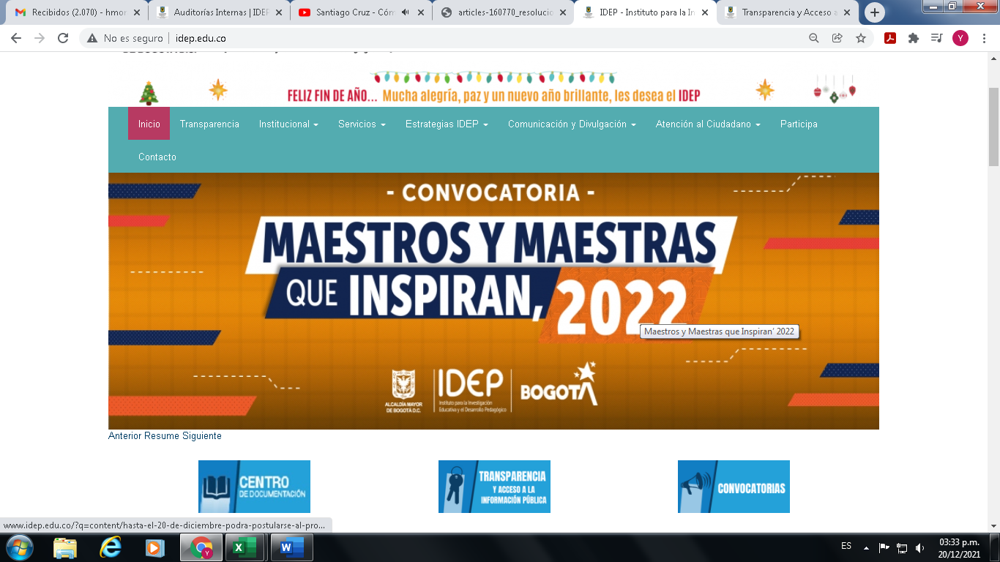 Recibidos (2.070) - hmor
Auditorías Internas | IDEP
Santiago Cruz - Cóm
articles-160770_resolucio
IDEP - Instituto para la In
Transparencia y Acceso a
No es seguro | idep.edu.co
FELIZ FIN DE AÑO... Mucha alegría, paz y un nuevo año brillante, les desea el IDEP
Inicio Transparencia Institucional Servicios Estrategias IDEP Comunicación y Divulgación Atención al Ciudadano Participa
Contacto
- CONVOCATORIA -
MAESTROS Y MAESTRAS
QUE INSPIRAN, 2022
Maestros y Maestras que Inspiran' 2022
ALCALDÍA MAYOR
DE BOGOTÁ D.C.
IDEP
Instituto para la Investigación
Educativa y el Desarrollo Pedagógico
BOGOTÁ
Anterior Resume Siguiente
CENTRO
DE DOCUMENTACIÓN
TRANSPARENCIA
Y ACCESO A LA
INFORMACIÓN PÚBLICA
CONVOCATORIAS
www.idep.edu.co/?q=content/hasta-el-20-de-diciembre-podra-postularse-al-pro...
ES
03:33 p.m.
20/12/2021